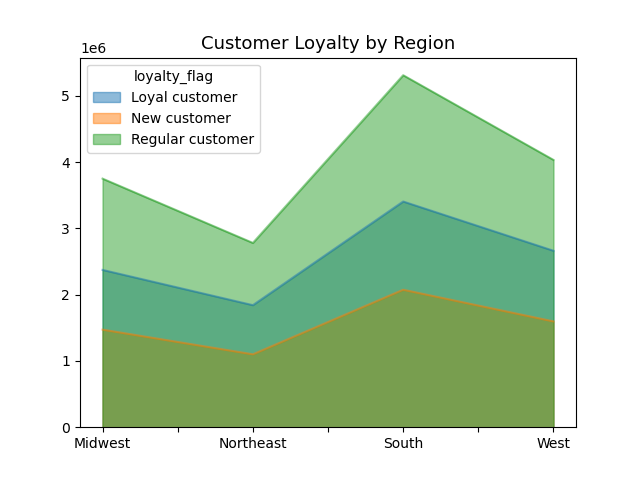 Customer Loyalty by Region
1e6
loyalty_flag
Loyal customer
New customer
Regular customer
5
4
3
2
1
0
Midwest Northeast South West